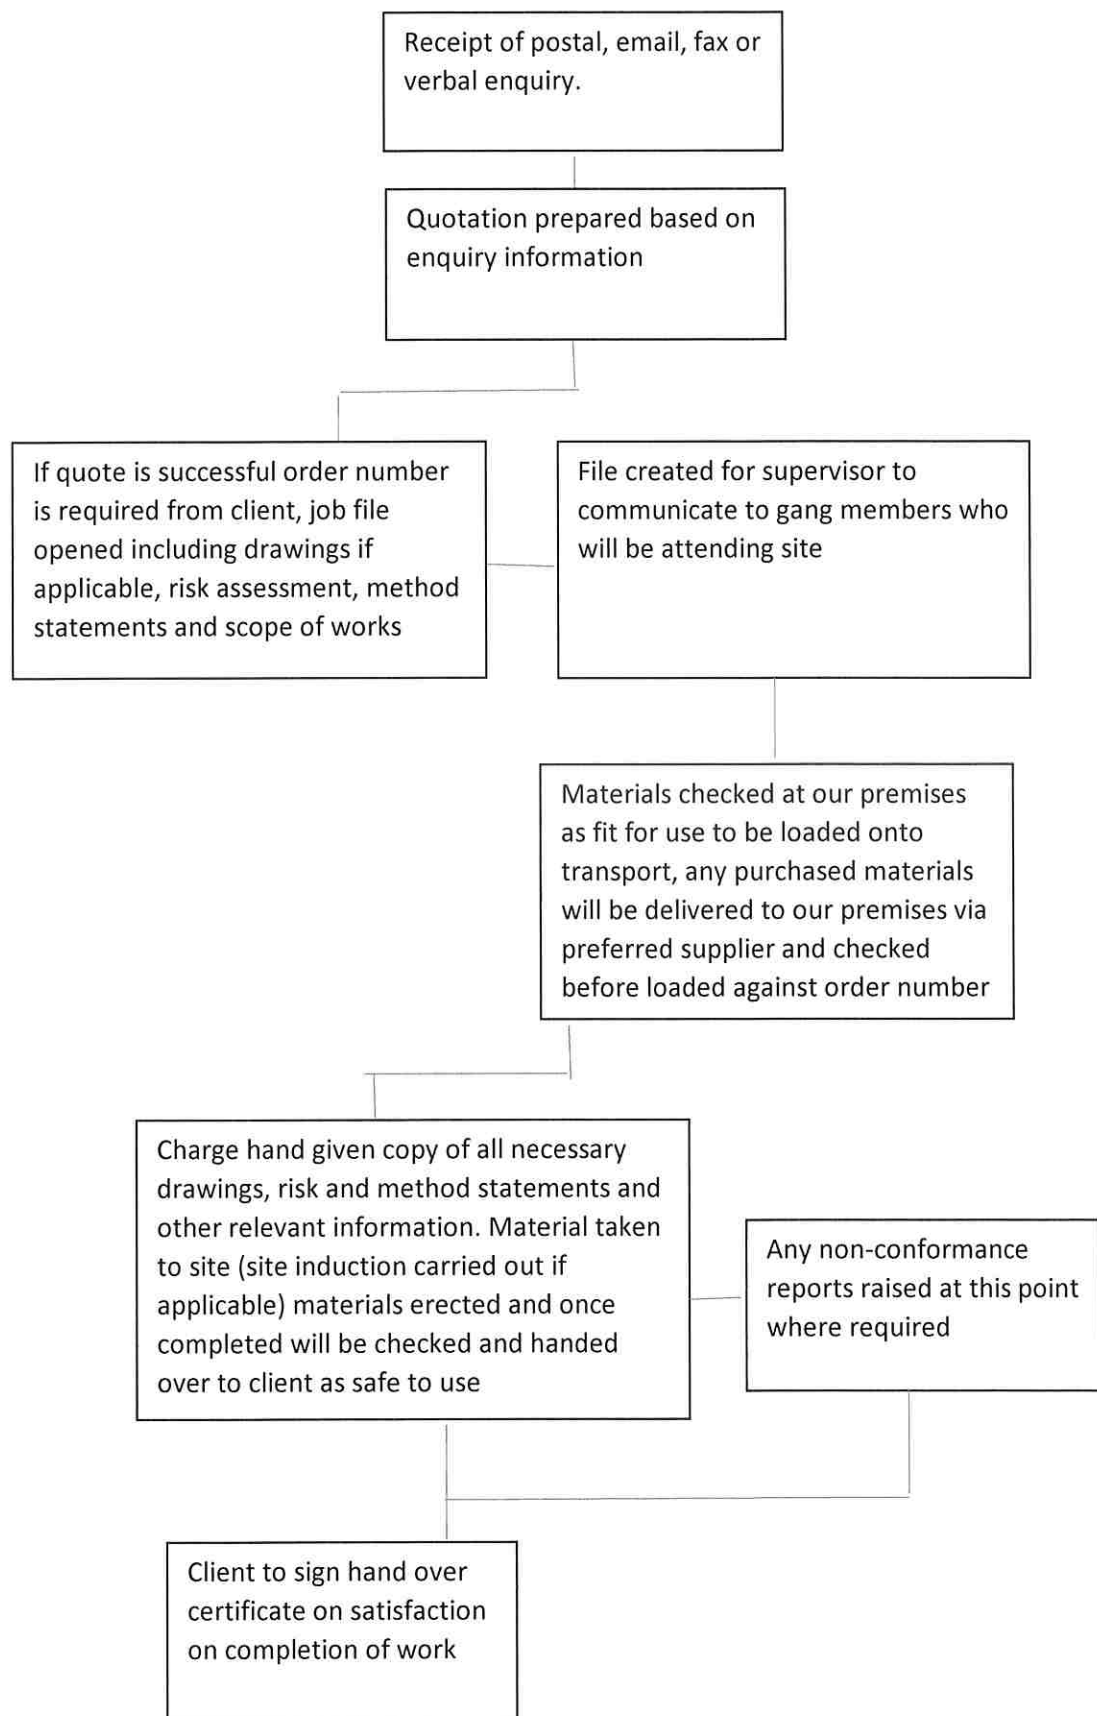 Receipt of postal, email, fax or
verbal enquiry.
Quotation prepared based on
enquiry information
If quote is successful order number
is required from client, job file
opened including drawings if
applicable, risk assessment, method
statements and scope of works
File created for supervisor to
communicate to gang members who
will be attending site
Materials checked at our premises
as fit for use to be loaded onto
transport, any purchased materials
will be delivered to our premises via
preferred supplier and checked
before loaded against order number
Charge hand given copy of all necessary
drawings, risk and method statements and
other relevant information. Material taken
to site (site induction carried out if
applicable) materials erected and once
completed will be checked and handed
over to client as safe to use
Any non-conformance
reports raised at this point
where required
Client to sign hand over
certificate on satisfaction
on completion of work